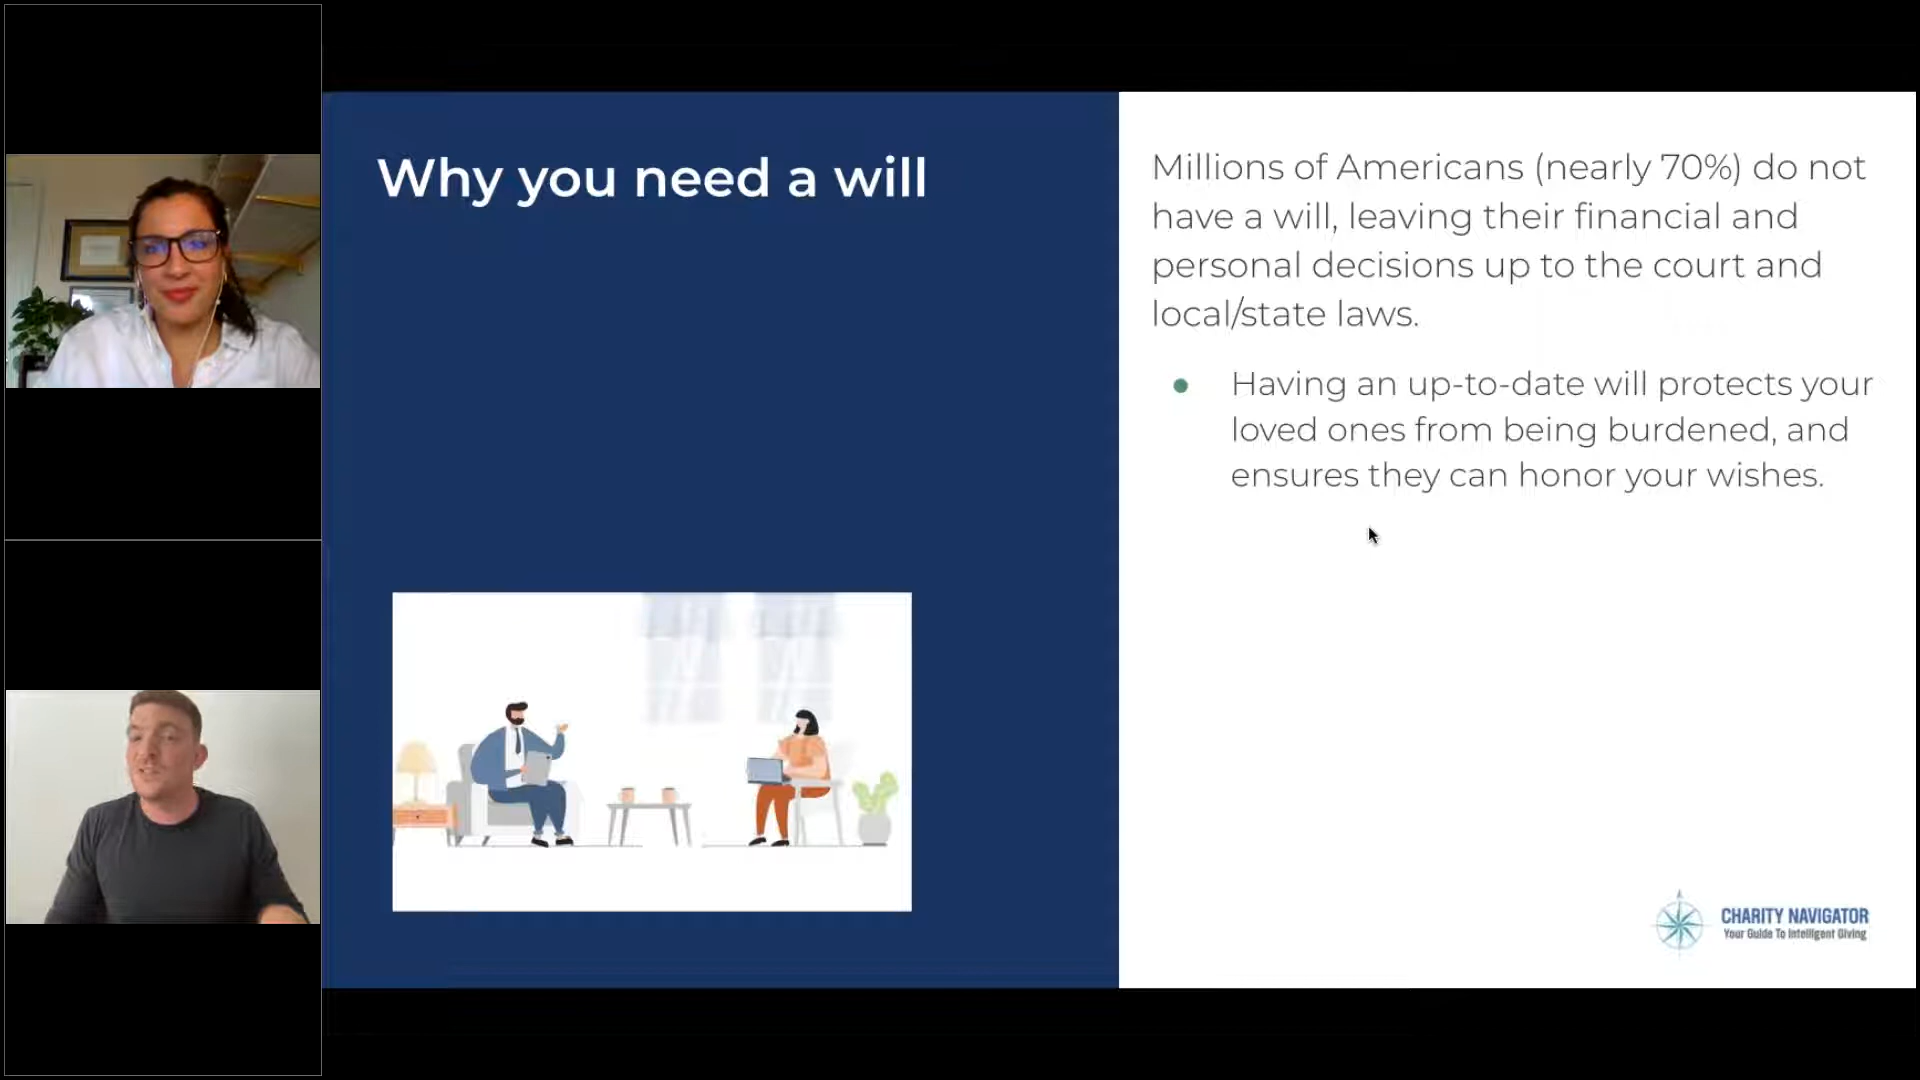 Why you need a will
Millions of Americans (nearly 70%) do not
have a will, leaving their financial and
personal decisions up to the court and
local/state laws.
Having an up-to-date will protects your
loved ones from being burdened, and
ensures they can honor your wishes.
CHARITY NAVIGATOR
Your Guide To Intelligent Giving